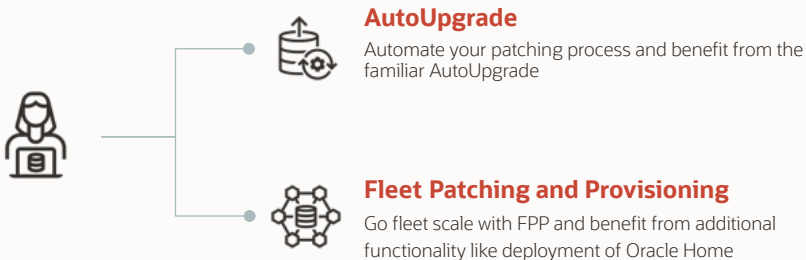 AutoUpgrade
Automate your patching process and benefit from the
familiar AutoUpgrade
Fleet Patching and Provisioning
Go fleet scale with FPP and benefit from additional
functionality like deployment of Oracle Home